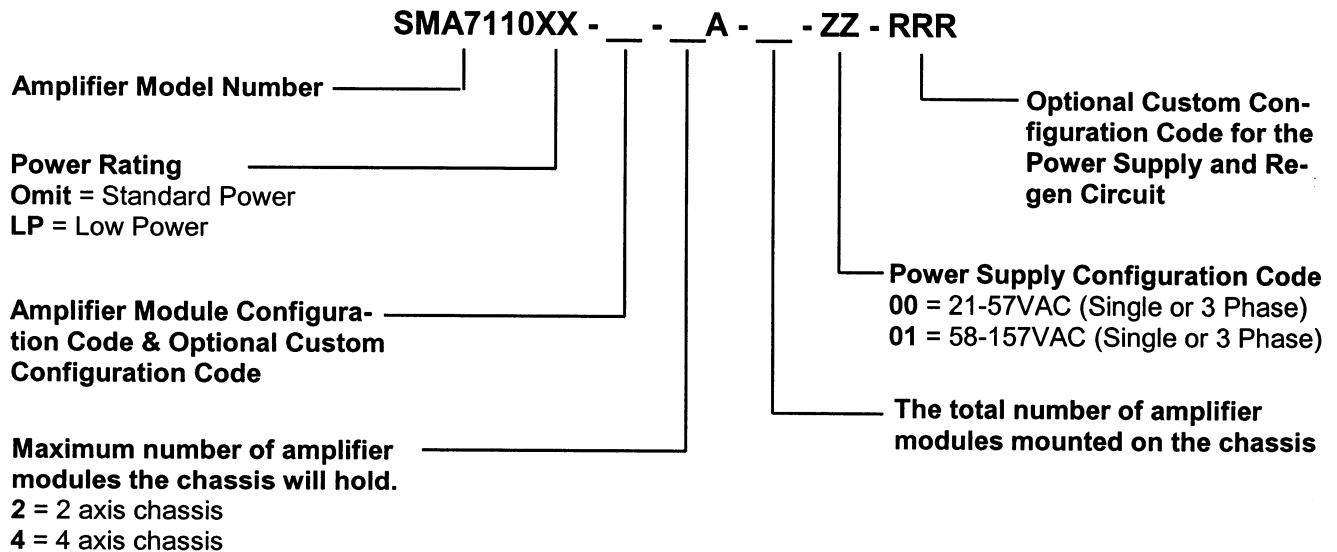 SMA7110XX - __ - __A - __ - ZZ - RRR
Amplifier Model Number
Power Rating
Omit = Standard Power
LP = Low Power
Amplifier Module Configura-
tion Code & Optional Custom
Configuration Code
Maximum number of amplifier
modules the chassis will hold.
2 = 2 axis chassis
4 = 4 axis chassis
Optional Custom Con-
figuration Code for the
Power Supply and Re-
gen Circuit
Power Supply Configuration Code
00 = 21-57VAC (Single or 3 Phase)
01 = 58-157VAC (Single or 3 Phase)
The total number of amplifier
modules mounted on the chassis